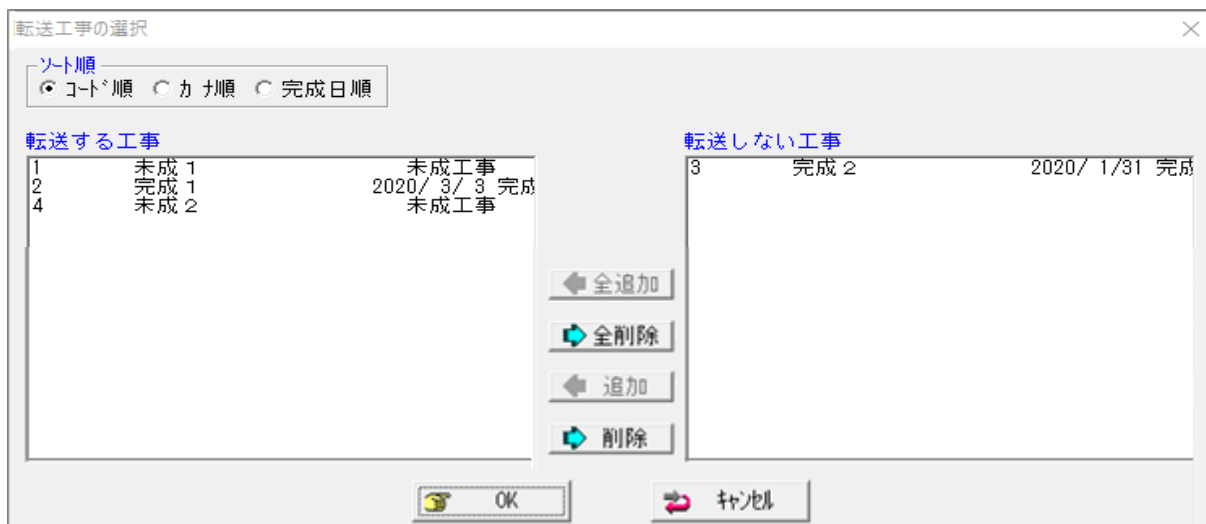 転送工事の選択
ソート順
コード順 カナ順 完成日順
転送する工事
1 未成1 未成工事
2 完成1 2020/ 3/ 3 完成
4 未成2 未成工事
転送しない工事
3 完成2 2020/ 1/31 完成
全追加
全削除
追加
削除
OK
キャンセル